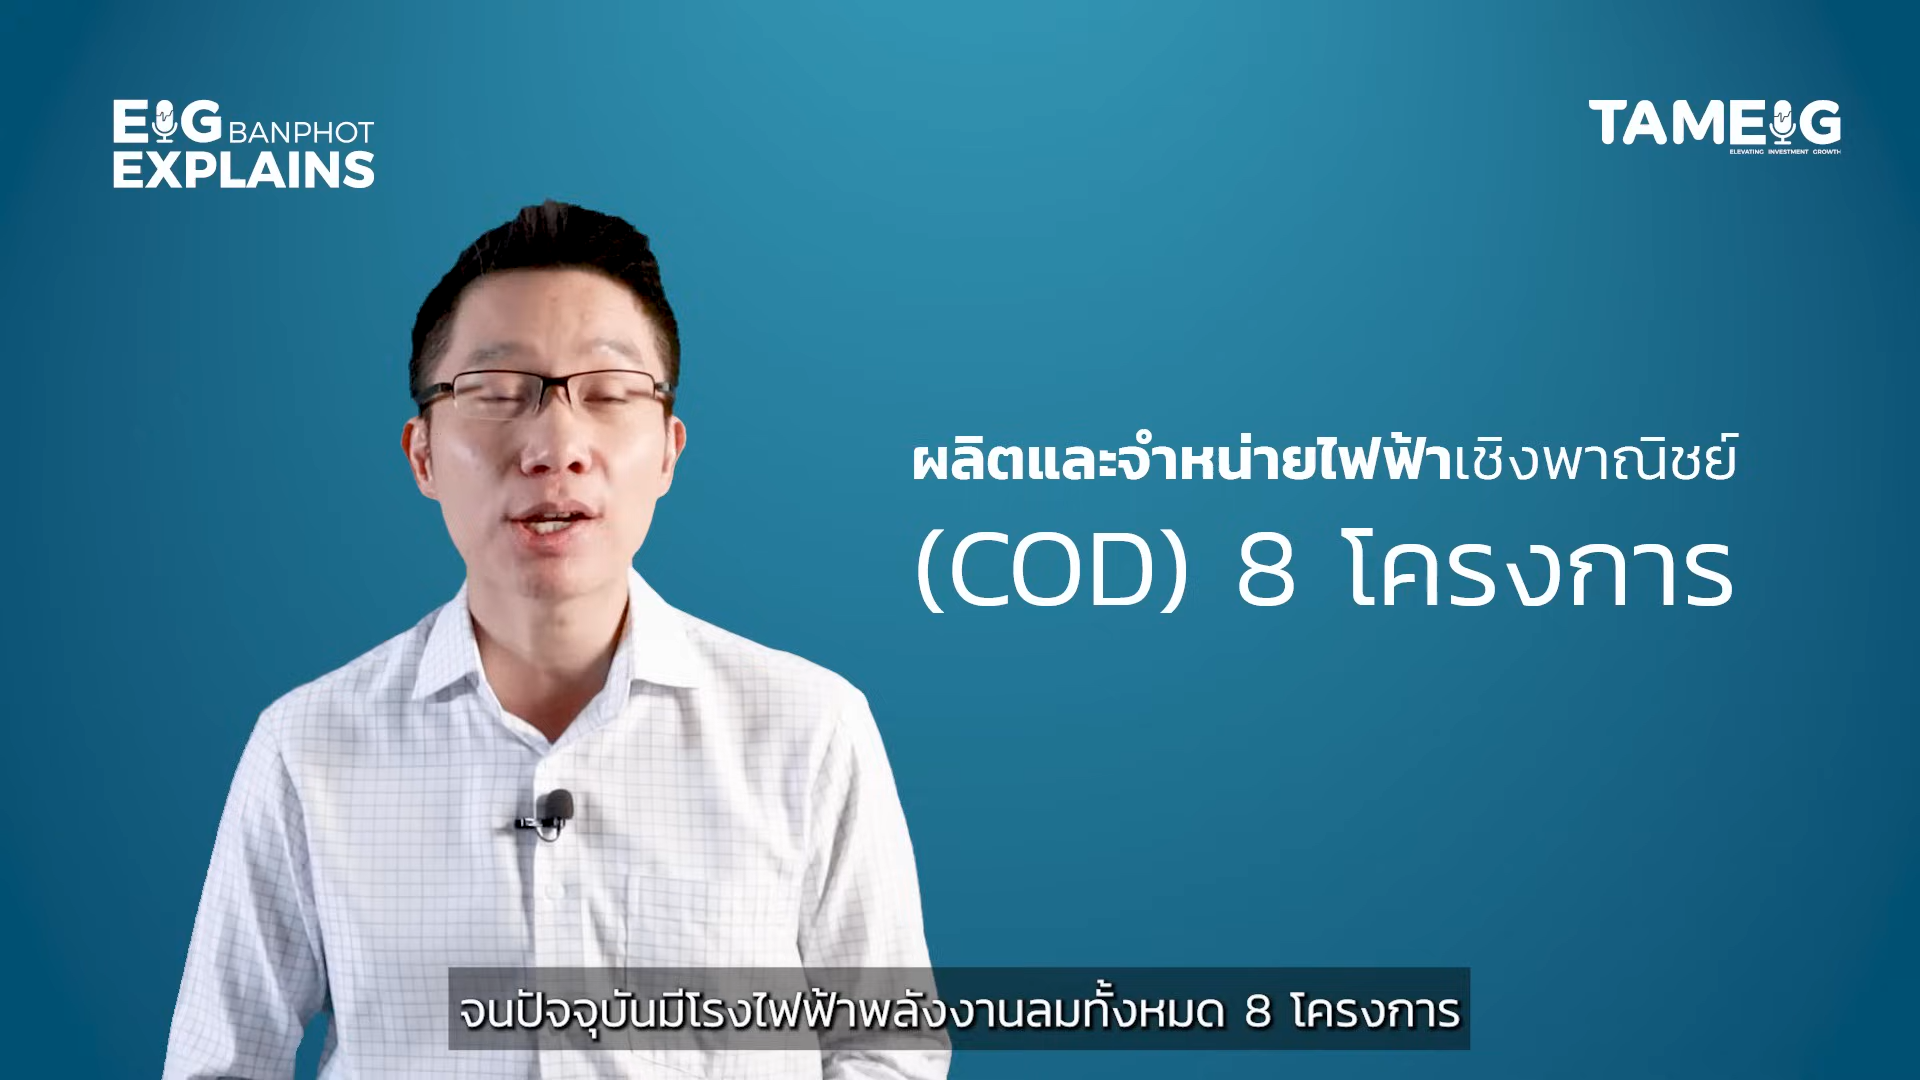 EIG BANPHOT
EXPLAINS
TAMEIG
ELEVATING INVESTMENT GROWTH
ผลิตและจำหน่ายไฟฟ้าเชิงพาณิชย์
(COD) 8 โครงการ
จนปัจจุบันมีโรงไฟฟ้าพลังงานลมทั้งหมด 8 โครงการ